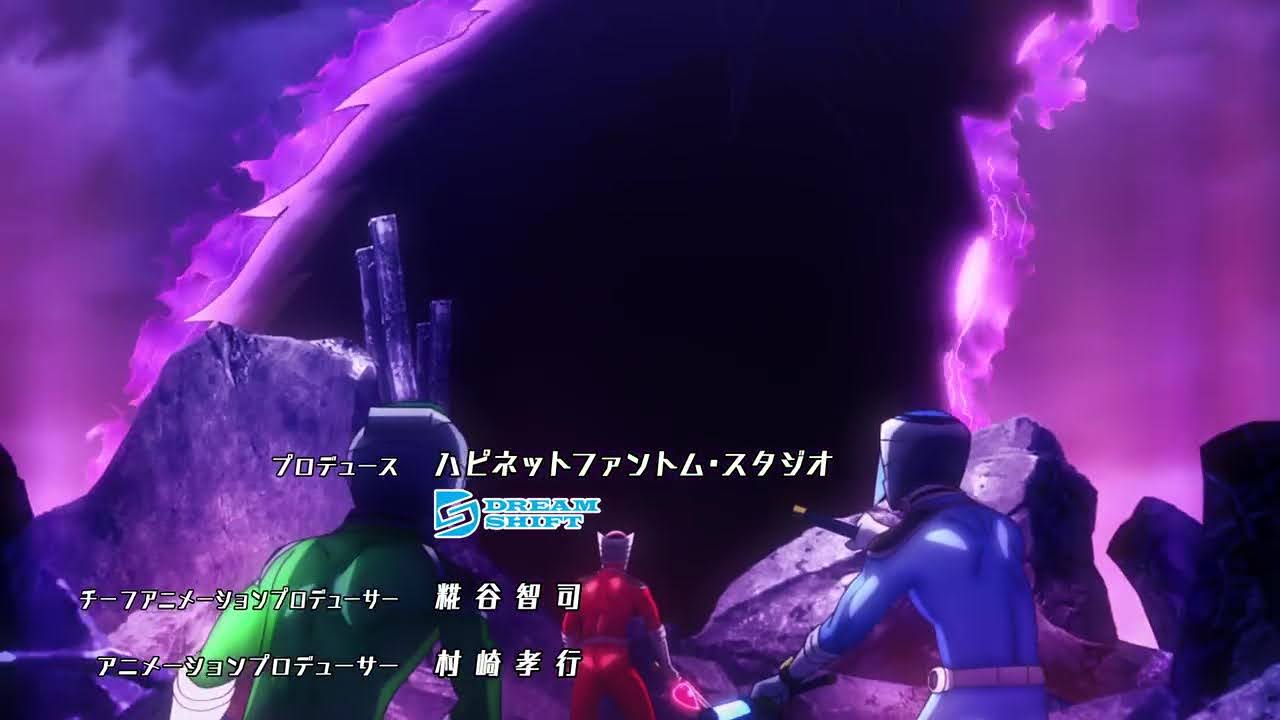 プロデュース ハピネットファントム・スタジオ
DREAM
SHIFT
チーフアニメーションプロデューサー 糀谷智司
アニメーションプロデューサー 村崎孝行